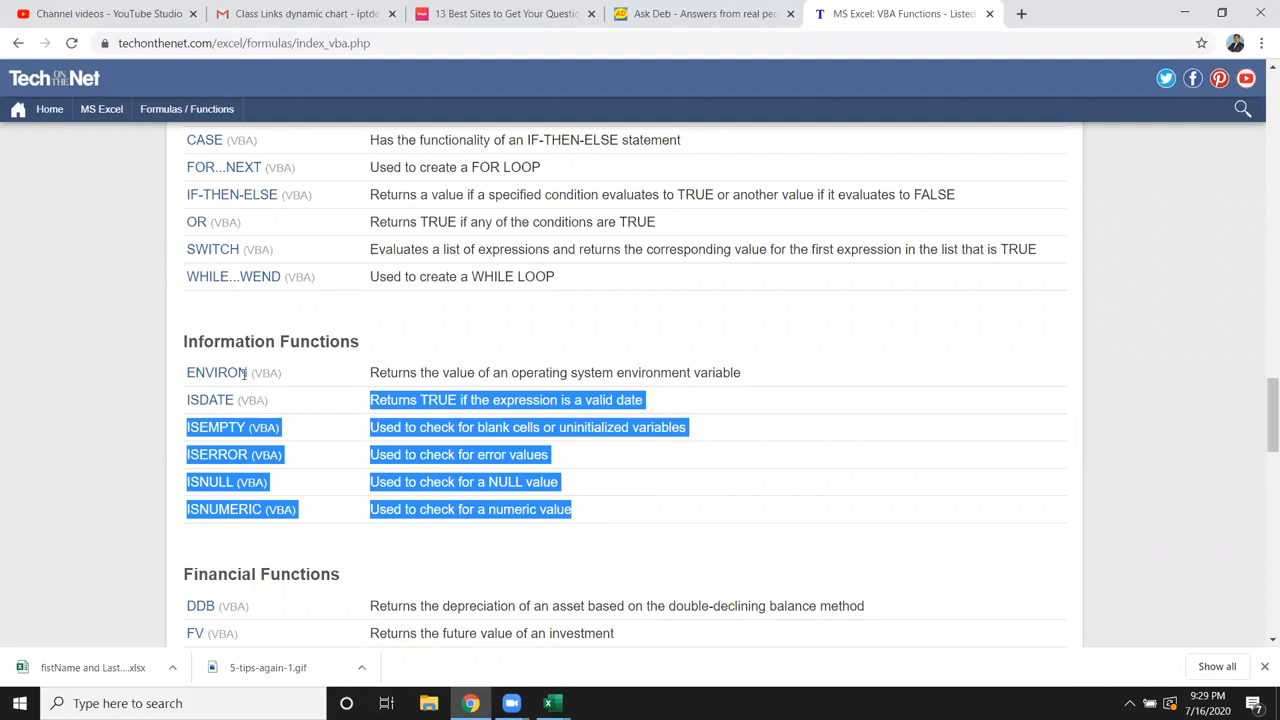 Channel videos - YouTube Studio
Class Links dynamic chart - iptde
13 Best Sites to Get Your Questio
Ask Deb - Answers from real peo
MS Excel: VBA Functions - Listed
techonthenet.com/excel/formulas/index_vba.php
Tech ON THE Net
Home
MS Excel
Formulas / Functions
CASE (VBA) Has the functionality of an IF-THEN-ELSE statement
FOR...NEXT (VBA) Used to create a FOR LOOP
IF-THEN-ELSE (VBA) Returns a value if a specified condition evaluates to TRUE or another value if it evaluates to FALSE
OR (VBA) Returns TRUE if any of the conditions are TRUE
SWITCH (VBA) Evaluates a list of expressions and returns the corresponding value for the first expression in the list that is TRUE
WHILE...WEND (VBA) Used to create a WHILE LOOP
Information Functions
ENVIRON (VBA) Returns the value of an operating system environment variable
ISDATE (VBA) Returns TRUE if the expression is a valid date
ISEMPTY (VBA) Used to check for blank cells or uninitialized variables
ISERROR (VBA) Used to check for error values
ISNULL (VBA) Used to check for a NULL value
ISNUMERIC (VBA) Used to check for a numeric value
Financial Functions
DDB (VBA) Returns the depreciation of an asset based on the double-declining balance method
FV (VBA) Returns the future value of an investment
fistName and Last....xlsx
5-tips-again-1.gif
Show all
Type here to search
9:29 PM
7/16/2020
7